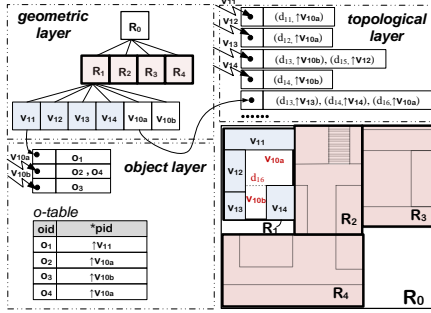 geometric layer
R0
R1 R2 R3 R4
v11 v12 v13 v14 v10a v10b
topological layer
v11 (d11, ↑v10a)
v12 (d12, ↑v10a)
v13 (d13, ↑v10b), (d15, ↑v12)
v14 (d14, ↑v10b)
(d13, ↑v13), (d14, ↑v14), (d16, ↑v10a)
......
object layer
v10a o1
v10b o2 , o4
o3
o-table
oid *pid
o1 ↑v11
o2 ↑v10a
o3 ↑v10b
o4 ↑v10a
v11
v10a
v12
d16
v13 v10b v14
R1
R2
R3
R4
R0